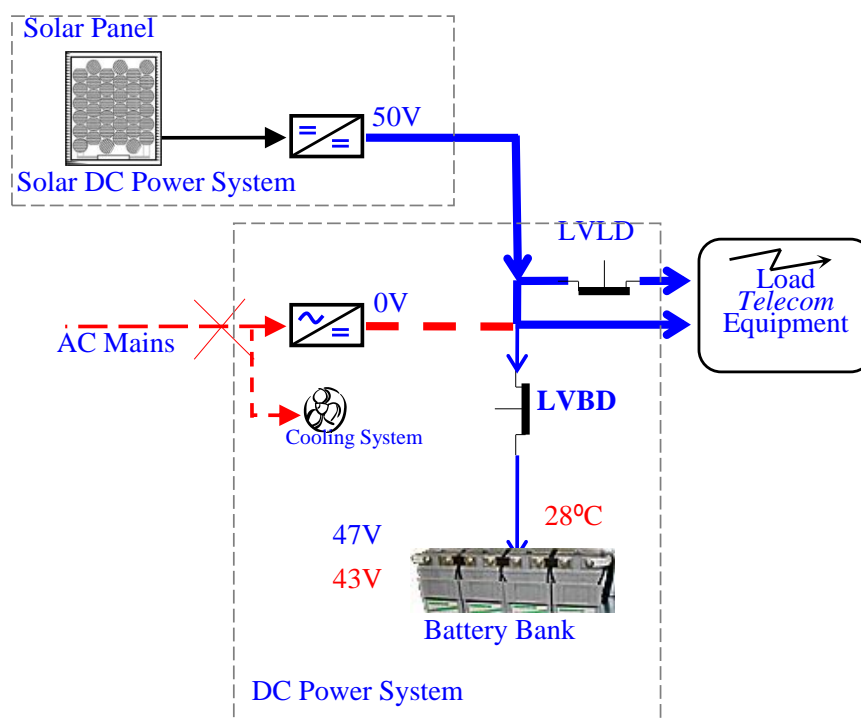 Solar Panel
50V
Solar DC Power System
LVLD
Load
Telecom
Equipment
0V
AC Mains
LVBD
Cooling System
28⁰C
47V
43V
Battery Bank
DC Power System